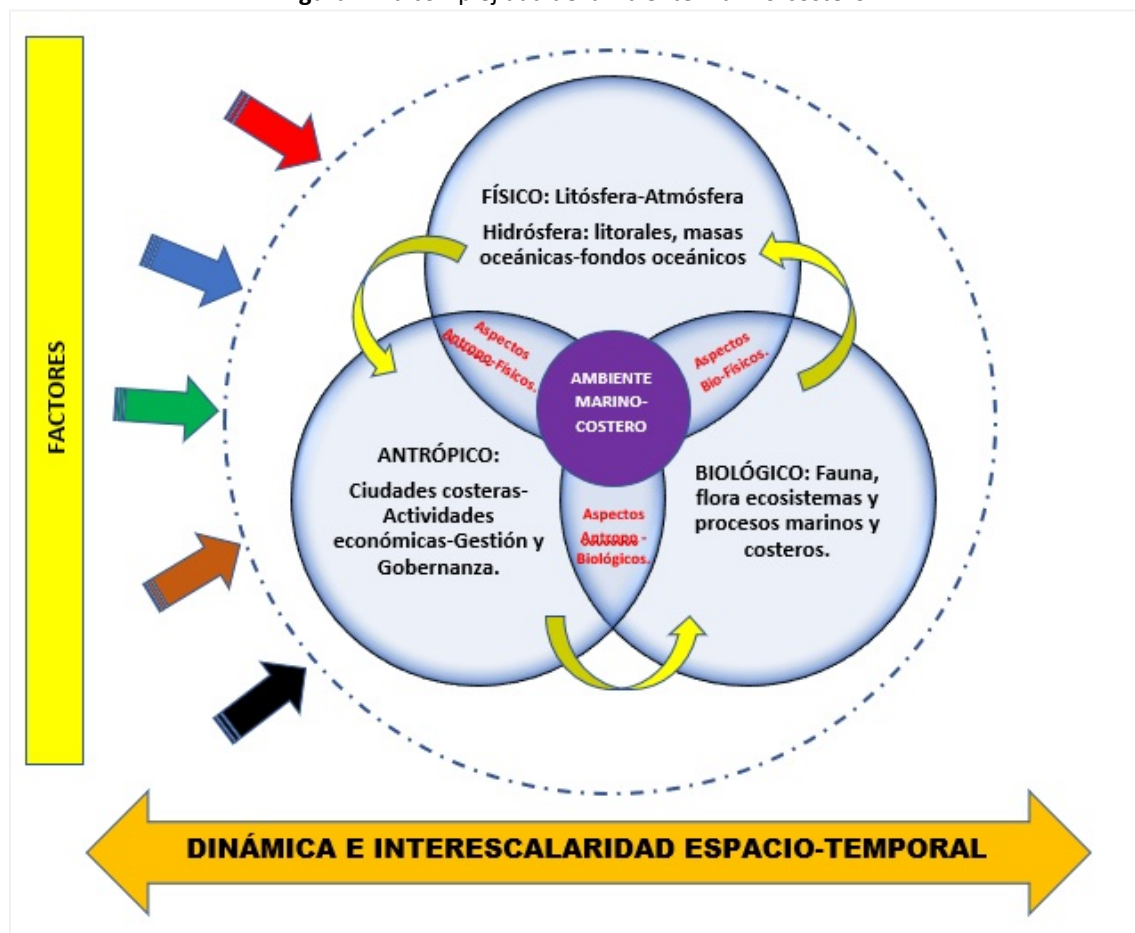 FACTORES
FÍSICO: Litósfera-Atmósfera
Hidrósfera: litorales, masas
oceánicas-fondos oceánicos
Aspectos
Antropo-Físicos.
Aspectos
Bio-Físicos.
AMBIENTE
MARINO-
COSTERO
ANTRÓPICO:
Ciudades costeras-
Actividades
económicas-Gestión y
Gobernanza.
Aspectos
Antropo -
Biológicos.
BIOLÓGICO: Fauna,
flora ecosistemas y
procesos marinos y
costeros.
DINÁMICA E INTERESCALARIDAD ESPACIO-TEMPORAL